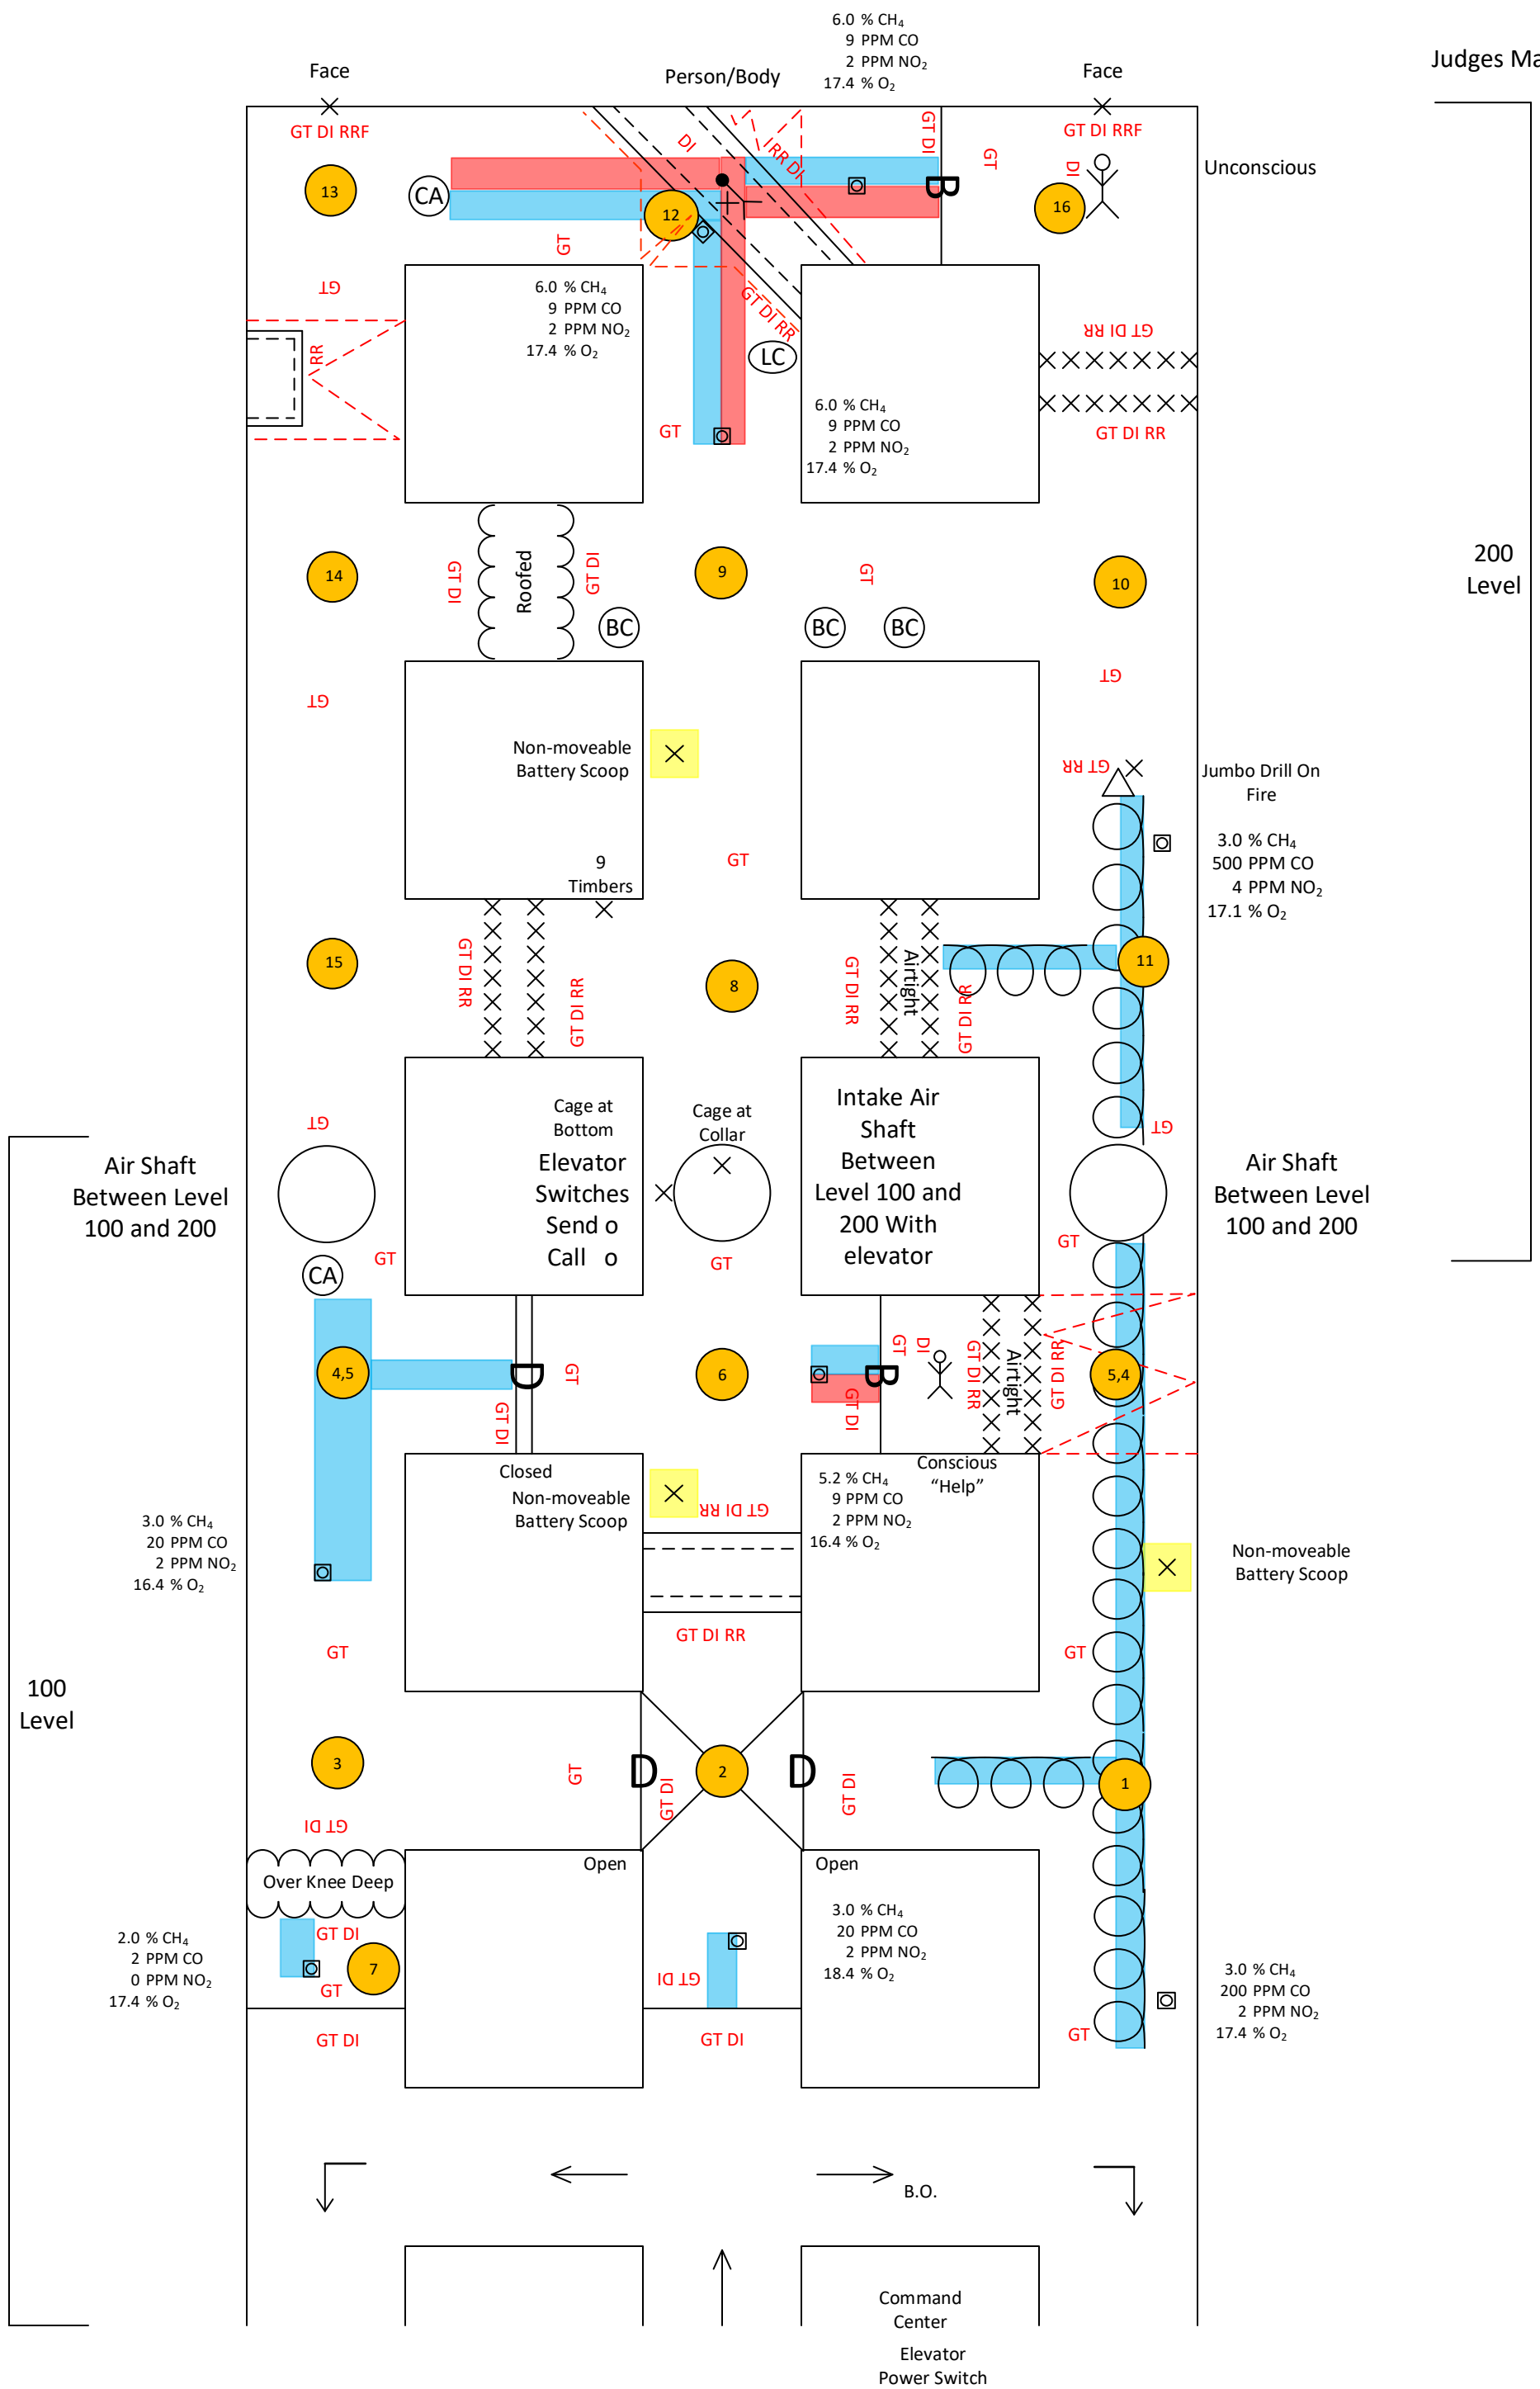 6.0 % CH₄
9 PPM CO
2 PPM NO₂
17.4 % O₂
Judges Ma
Face
Person/Body
Face
GT DI RRF
DI
IRR DI
GT DI
GT
GT DI RRF
DI
Unconscious
13
CA
12
B
16
GT
GT
6.0 % CH₄
9 PPM CO
2 PPM NO₂
17.4 % O₂
GT DI RR
LC
RR
GT DI RR
6.0 % CH₄
9 PPM CO
2 PPM NO₂
17.4 % O₂
GT
GT DI RR
14
GT DI
Roofed
GT DI
9
GT
10
200
Level
BC
BC
BC
GT
GT
Non-moveable
Battery Scoop
GT RR
Jumbo Drill On
Fire
3.0 % CH₄
500 PPM CO
4 PPM NO₂
17.1 % O₂
9
Timbers
GT
15
GT DI RR
GT DI RR
8
GT DI RR
Airtight
GT DI RR
11
GT
GT
Air Shaft
Between Level
100 and 200
Cage at
Bottom
Elevator
Switches
Send o
Call o
Cage at
Collar
Intake Air
Shaft
Between
Level 100 and
200 With
elevator
Air Shaft
Between Level
100 and 200
GT
GT
GT
CA
4,5
D
GT
GT DI
6
GT DI
B
GT
DI
GT DI RR
Airtight
GT DI RR
5,4
Closed
Non-moveable
Battery Scoop
GT DI RR
5.2 % CH₄
9 PPM CO
2 PPM NO₂
16.4 % O₂
Conscious
“Help”
3.0 % CH₄
20 PPM CO
2 PPM NO₂
16.4 % O₂
Non-moveable
Battery Scoop
GT
GT DI RR
GT
100
Level
3
GT
D
GT DI
2
D
GT DI
1
GT DI
Open
Open
Over Knee Deep
GT DI
2.0 % CH₄
2 PPM CO
0 PPM NO₂
17.4 % O₂
7
GT
GT DI
3.0 % CH₄
20 PPM CO
2 PPM NO₂
18.4 % O₂
3.0 % CH₄
200 PPM CO
2 PPM NO₂
17.4 % O₂
GT DI
GT DI
GT
B.O.
Command
Center
Elevator
Power Switch